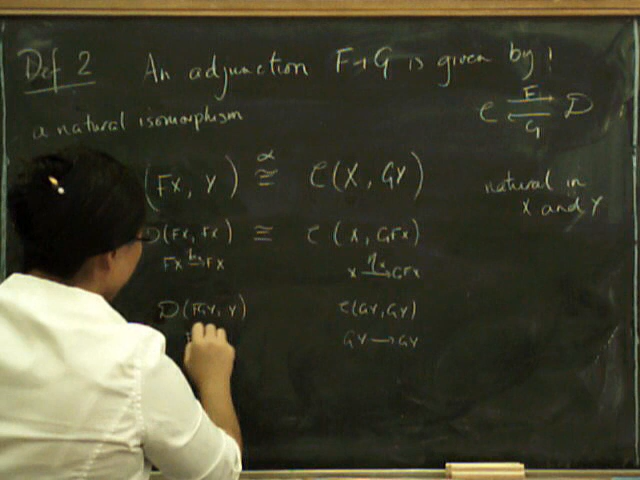 Def 2 An adjunction F ⊣ G is given by:
a natural isomorphism
C ⇄ D
F
G
(FX, Y) ≅ C(X, GY)
α
natural in
X and Y
D(FX, FX) ≅ C(X, GFX)
FX → FX X —ηx→ GFX
D(FGY, Y) C(GY, GY)
GY → GY